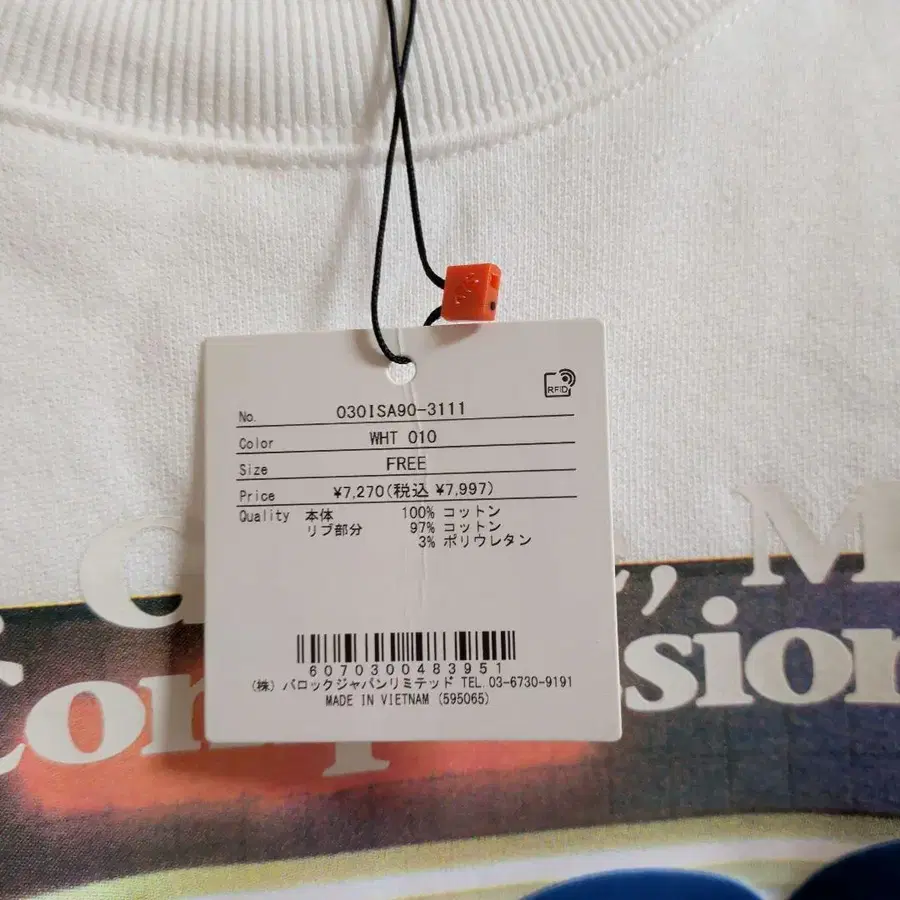 RFID
No. 030ISA90-3111
Color WHT 010
Size FREE
Price ¥7,270(税込 ¥7,997)
Quality 本体 100% コットン
リブ部分 97% コットン
3% ポリウレタン
6070300483951
(株) バロックジャパンリミテッド TEL.03-6730-9191
MADE IN VIETNAM (595065)